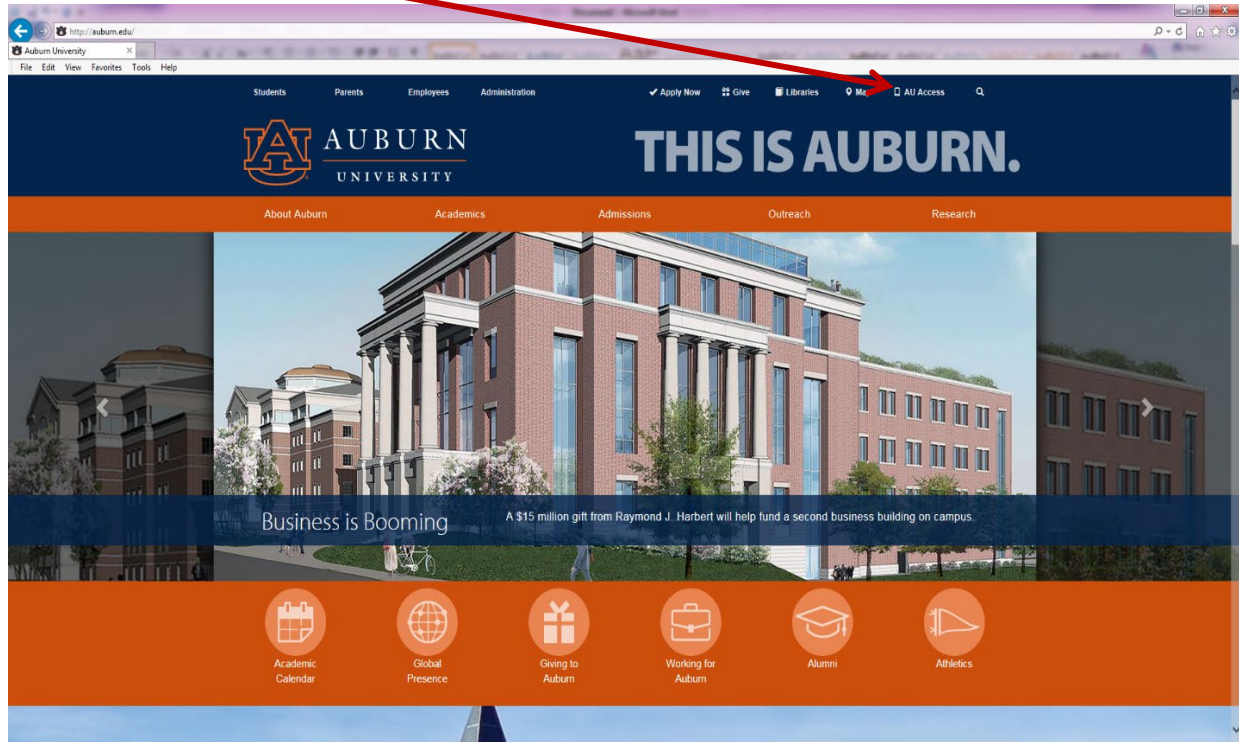 http://auburn.edu/
Auburn University
File Edit View Favorites Tools Help
Students Parents Employees Administration Apply Now Give Libraries AU Access
AUBURN
UNIVERSITY
THIS IS AUBURN.
About Auburn Academics Admissions Outreach Research
Business is Booming
A $15 million gift from Raymond J. Harbert will help fund a second business building on campus.
Academic
Calendar
Global
Presence
Giving to
Auburn
Working for
Auburn
Alumni
Athletics